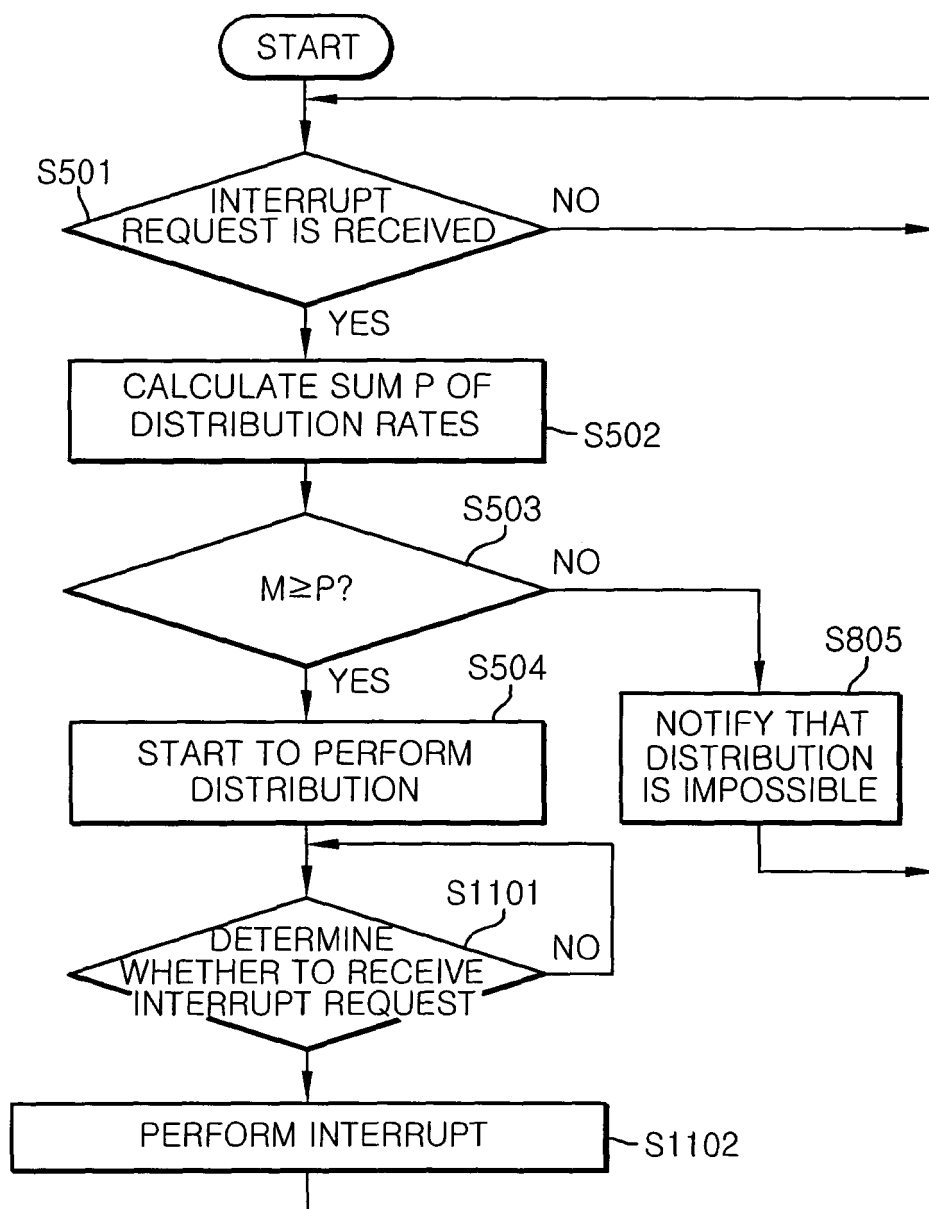 START
S501
INTERRUPT
REQUEST IS RECEIVED
NO
YES
CALCULATE SUM P OF
DISTRIBUTION RATES
S502
S503
M≧P?
NO
YES
S504
START TO PERFORM
DISTRIBUTION
S805
NOTIFY THAT
DISTRIBUTION
IS IMPOSSIBLE
S1101
DETERMINE
WHETHER TO RECEIVE
INTERRUPT REQUEST
NO
PERFORM INTERRUPT
S1102